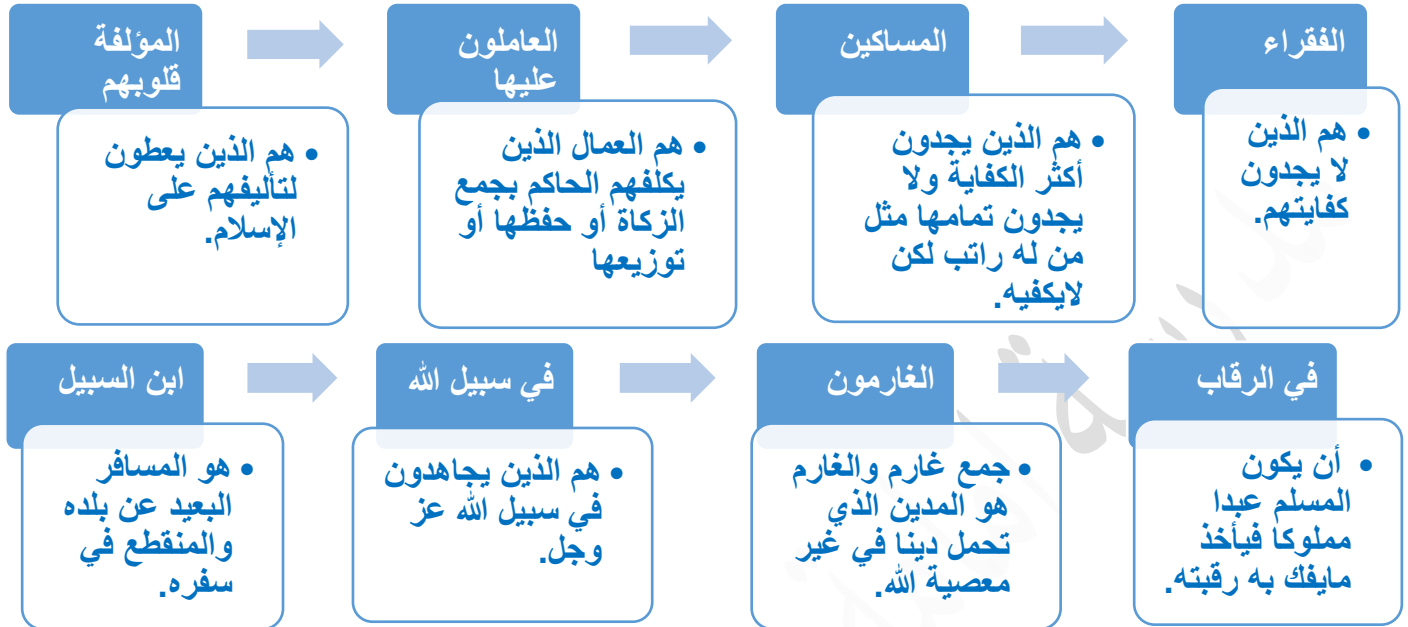 الفقراء
• هم الذين
لا يجدون
كفايتهم.
المساكين
• هم الذين يجدون
أكثر الكفاية ولا
يجدون تمامها مثل
من له راتب لكن
لايكفيه.
العاملون
عليها
• هم العمال الذين
يكلفهم الحاكم بجمع
الزكاة أو حفظها أو
توزيعها
المؤلفة
قلوبهم
• هم الذين يعطون
لتأليفهم على
الإسلام.
في الرقاب
• أن يكون
المسلم عبدا
مملوكا فيأخذ
مايفك به رقبته.
الغارمون
• جمع غارم والغارم
هو المدين الذي
تحمل دينا في غير
معصية الله.
في سبيل الله
• هم الذين يجاهدون
في سبيل الله عز
وجل.
ابن السبيل
• هو المسافر
البعيد عن بلده
والمنقطع في
سفره.